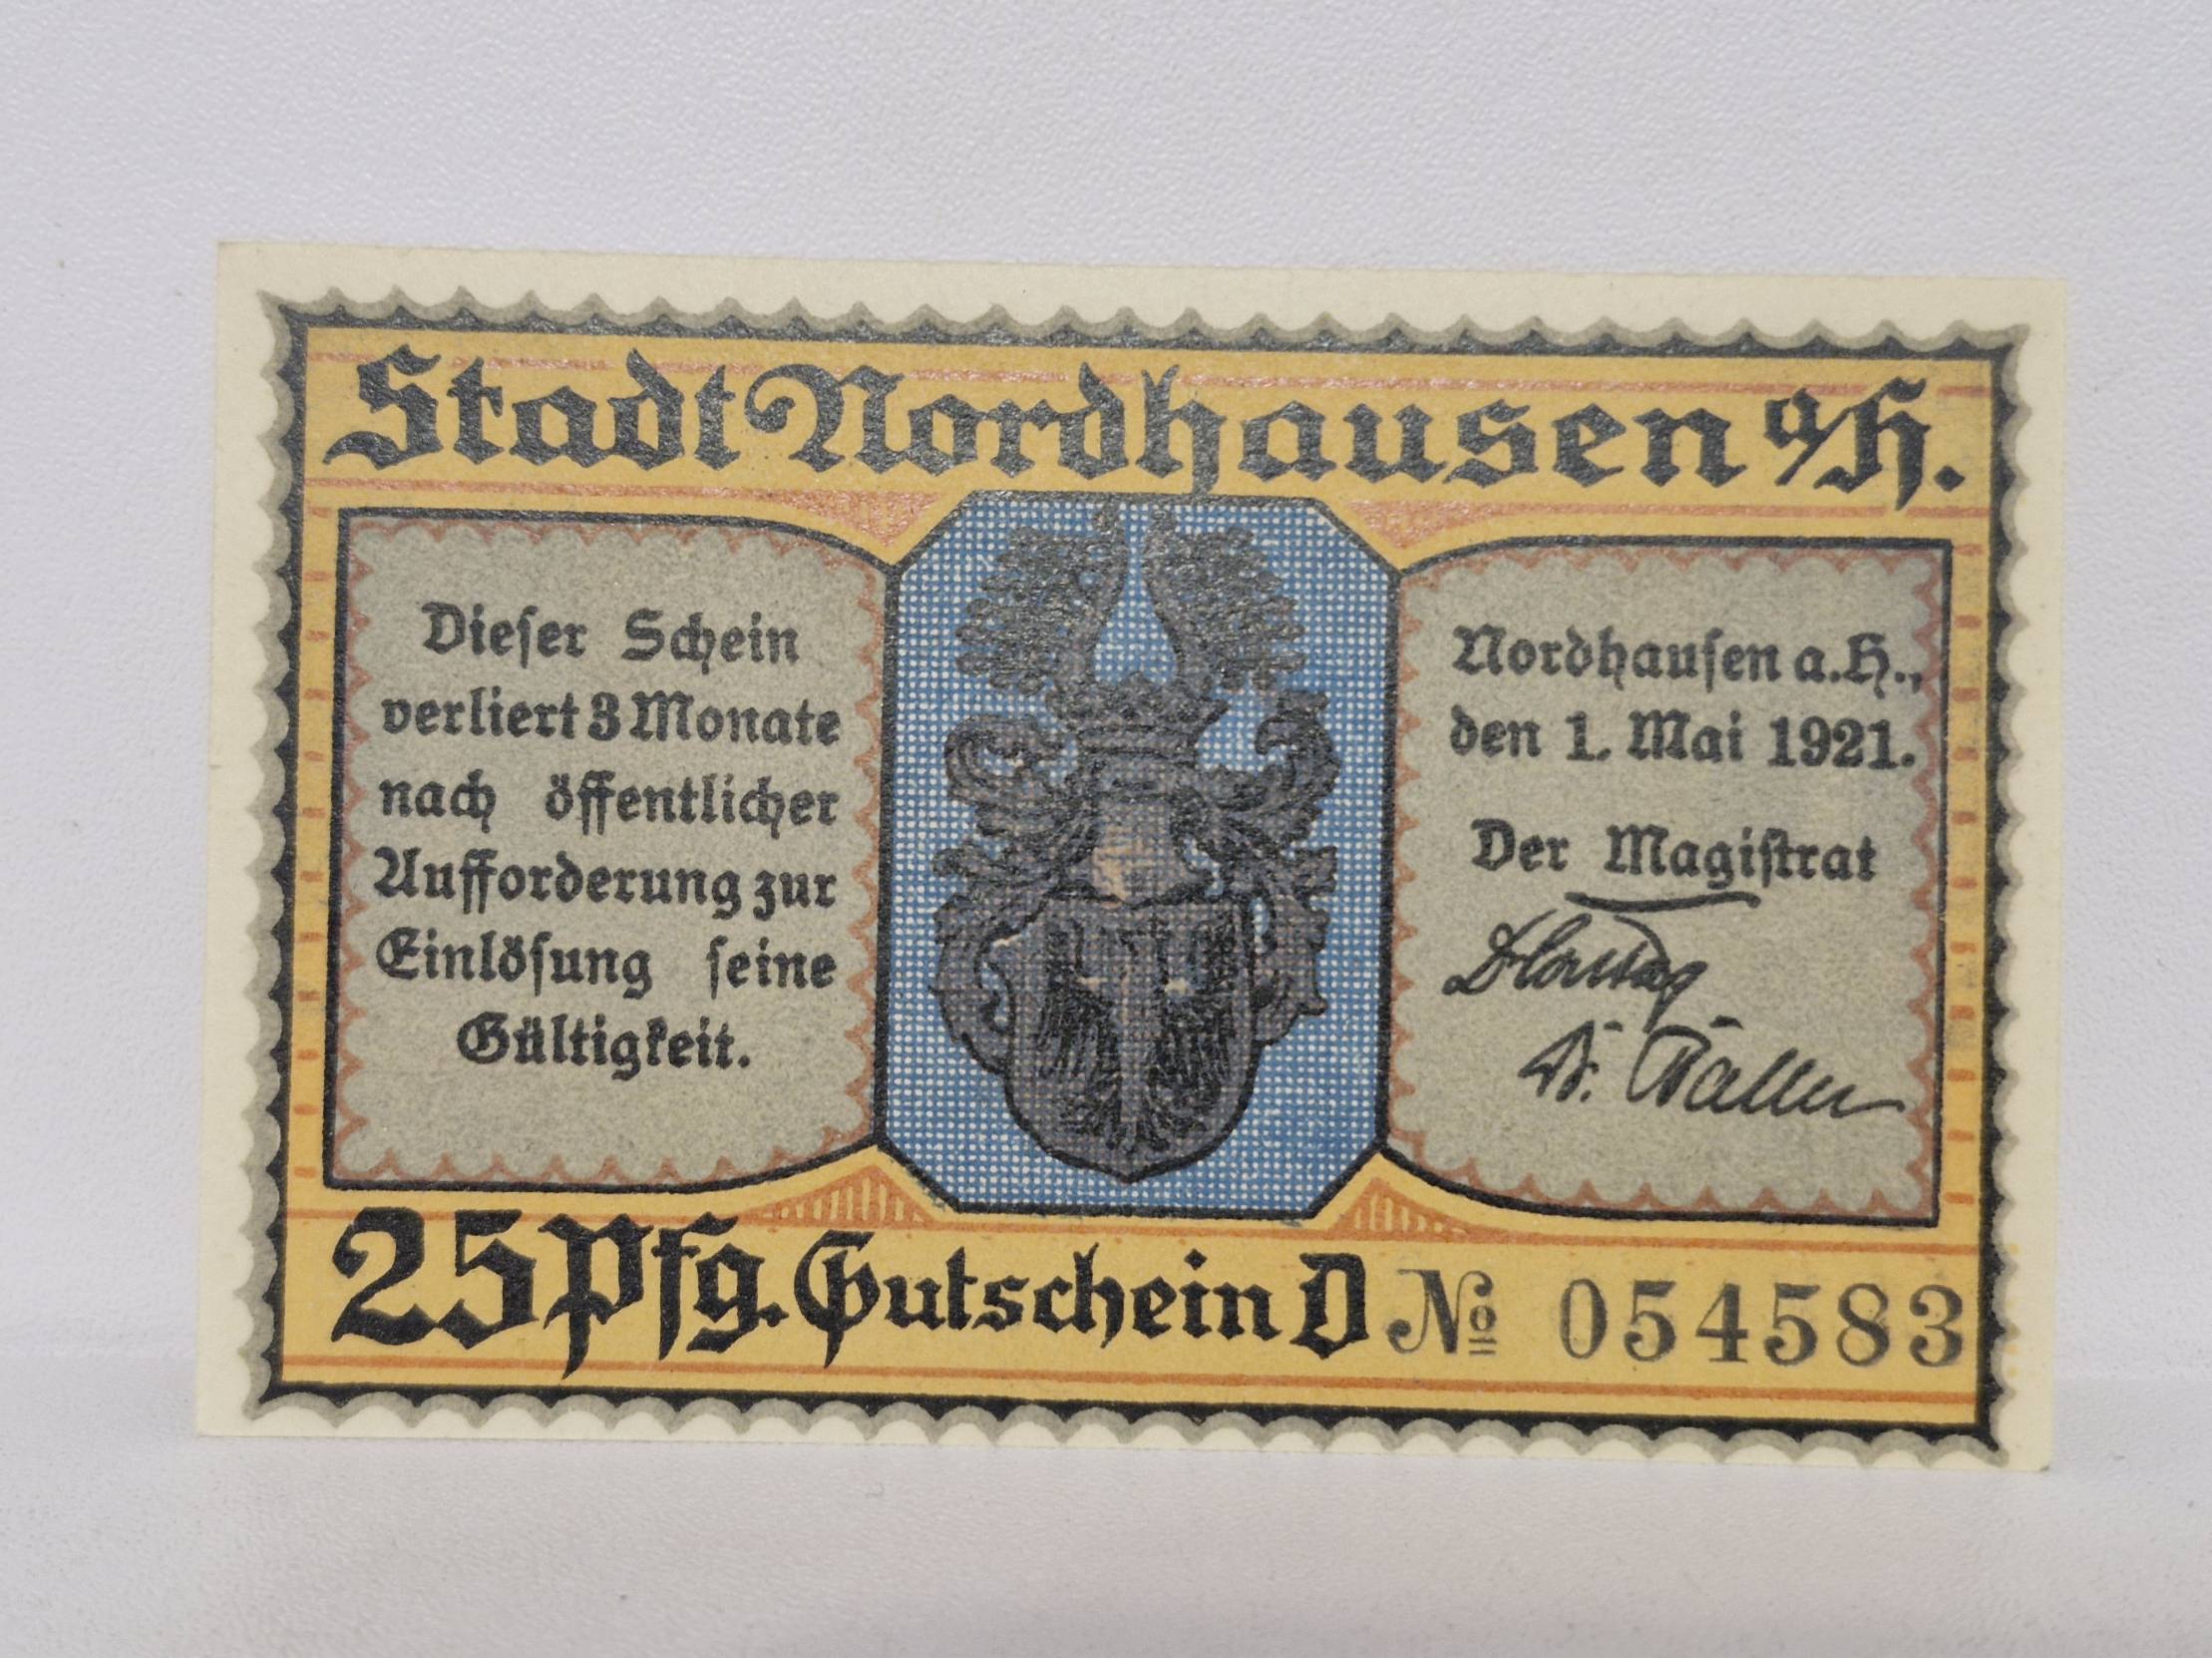 Stadt Nordhausen a/H.
Dieser Schein
verliert 3 Monate
nach öffentlicher
Aufforderung zur
Einlösung seine
Gültigkeit.
Nordhausen a.H.,
den 1. Mai 1921.
Der Magistrat
25 Pfg. Gutschein D № 054583